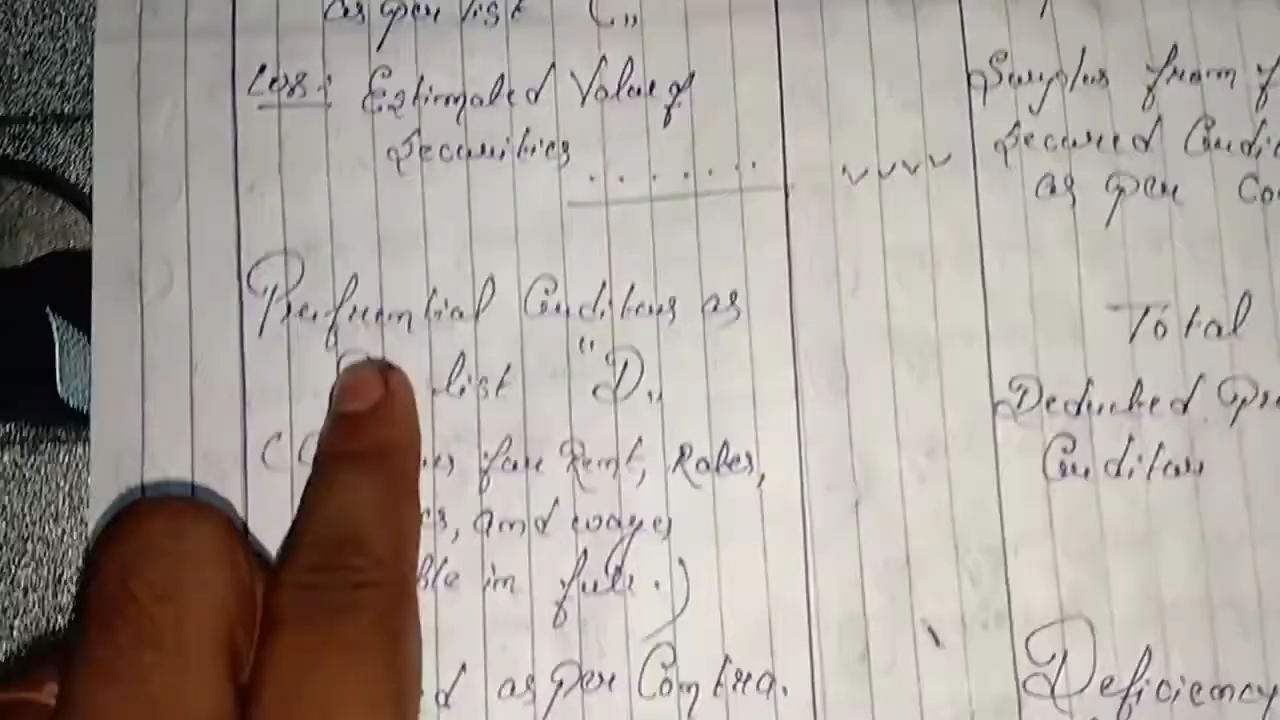 as per list "C"
Less: Estimated Value of
Securities .......
Preferential Creditors as
list "D"
for Rent, Rates,
and wages
in full.)
as per Contra.
Surplus from f
Secured Credi
as per Co
Total
Deducted Pre
Creditors
Deficiency